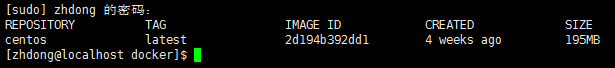 [sudo] zhdong 的密码：
REPOSITORY TAG IMAGE ID CREATED SIZE
centos latest 2d194b392dd1 4 weeks ago 195MB
[zhdong@localhost docker]$